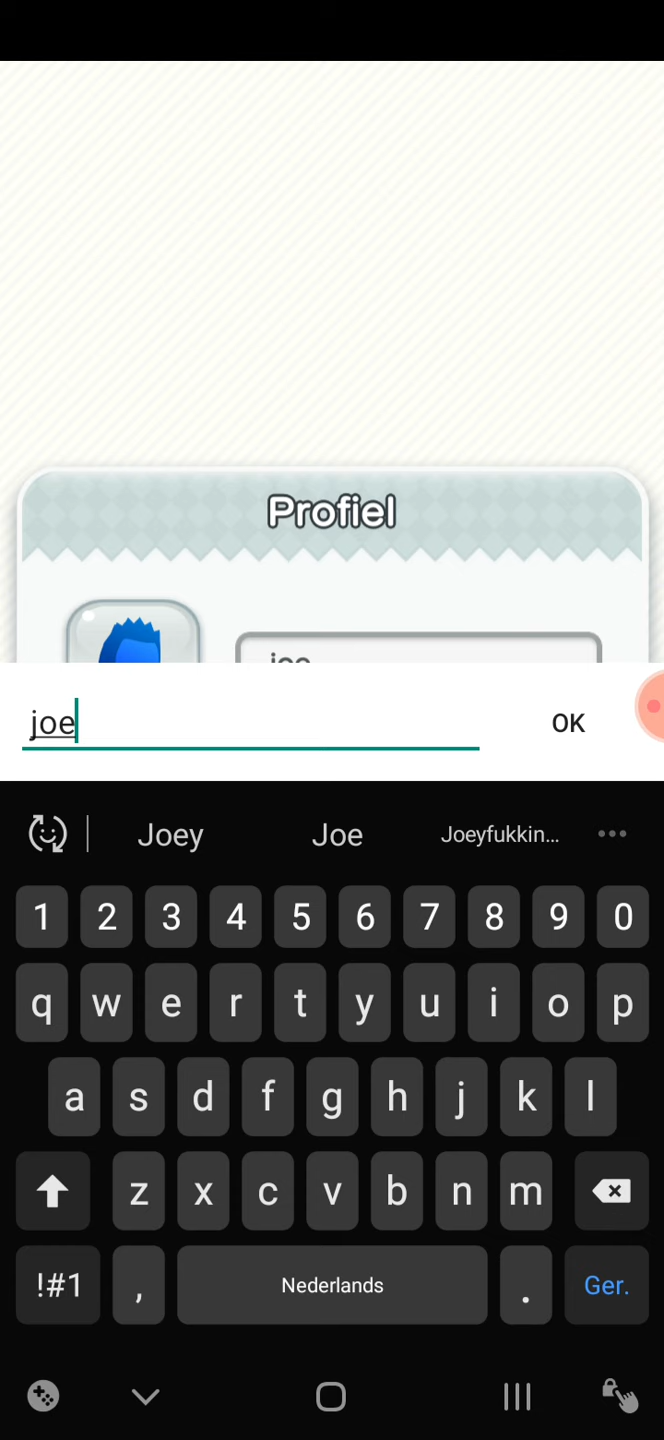 Profiel
joe
joe
OK
Joey Joe Joeyfukkin...
1 2 3 4 5 6 7 8 9 0
q w e r t y u i o p
a s d f g h j k l
z x c v b n m
!#1 , Nederlands . Ger.